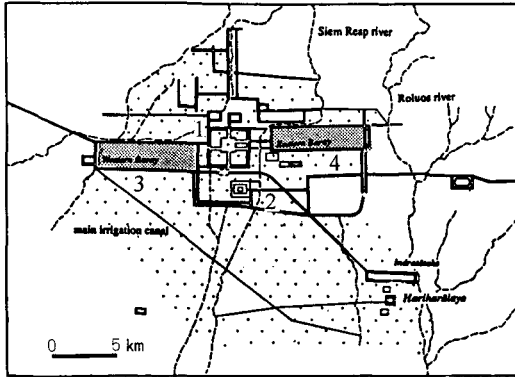 Siem Reap river
Roluos river
1
Western Baray
Eastern Baray
4
3
2
main irrigation canal
Indratataka
Hariharālaya
0 5 km